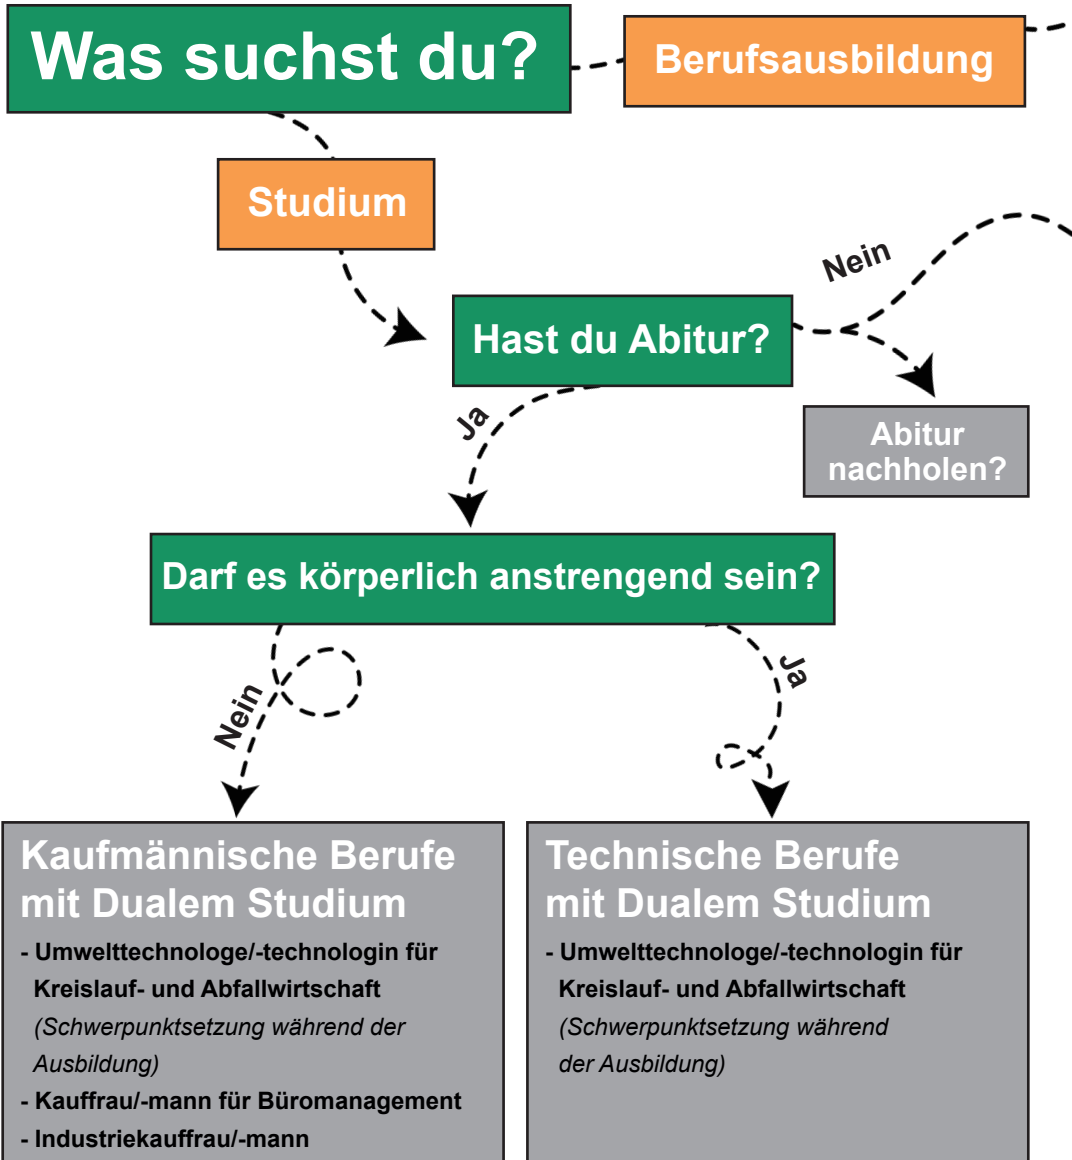 Was suchst du?
Berufsausbildung
Studium
Nein
Hast du Abitur?
Ja
Abitur
nachholen?
Darf es körperlich anstrengend sein?
Nein
Ja
Kaufmännische Berufe
mit Dualem Studium
- Umwelttechnologe/-technologin für
Kreislauf- und Abfallwirtschaft
(Schwerpunktsetzung während der
Ausbildung)
- Kauffrau/-mann für Büromanagement
- Industriekauffrau/-mann
Technische Berufe
mit Dualem Studium
- Umwelttechnologe/-technologin für
Kreislauf- und Abfallwirtschaft
(Schwerpunktsetzung während
der Ausbildung)